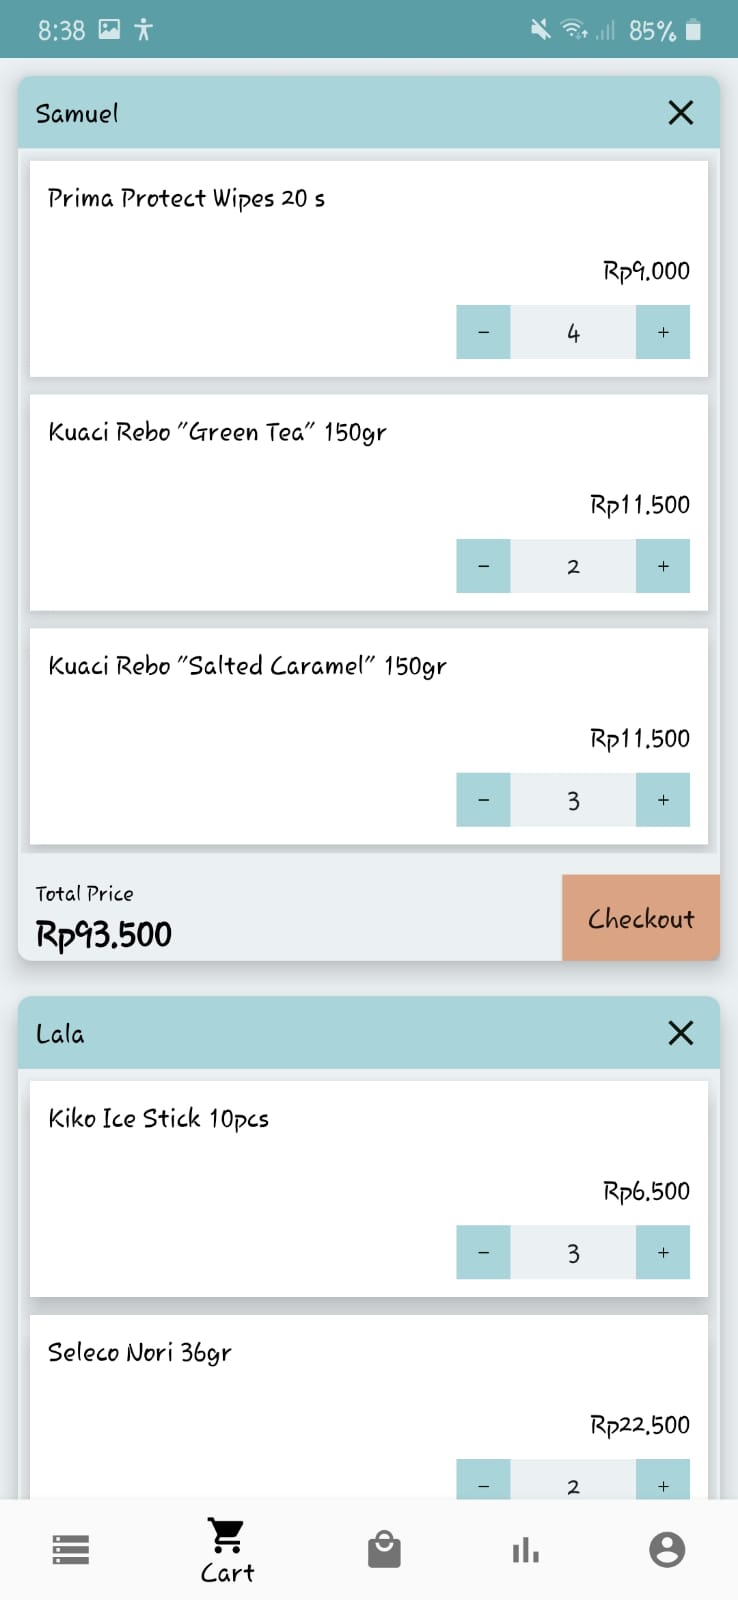 8:38 85%
Samuel
Prima Protect Wipes 20 s
Rp9.000
- 4 +
Kuaci Rebo "Green Tea" 150gr
Rp11.500
- 2 +
Kuaci Rebo "Salted Caramel" 150gr
Rp11.500
- 3 +
Total Price
Rp93.500
Checkout
Lala
Kiko Ice Stick 10pcs
Rp6.500
- 3 +
Seleco Nori 36gr
Rp22.500
- 2 +
Cart